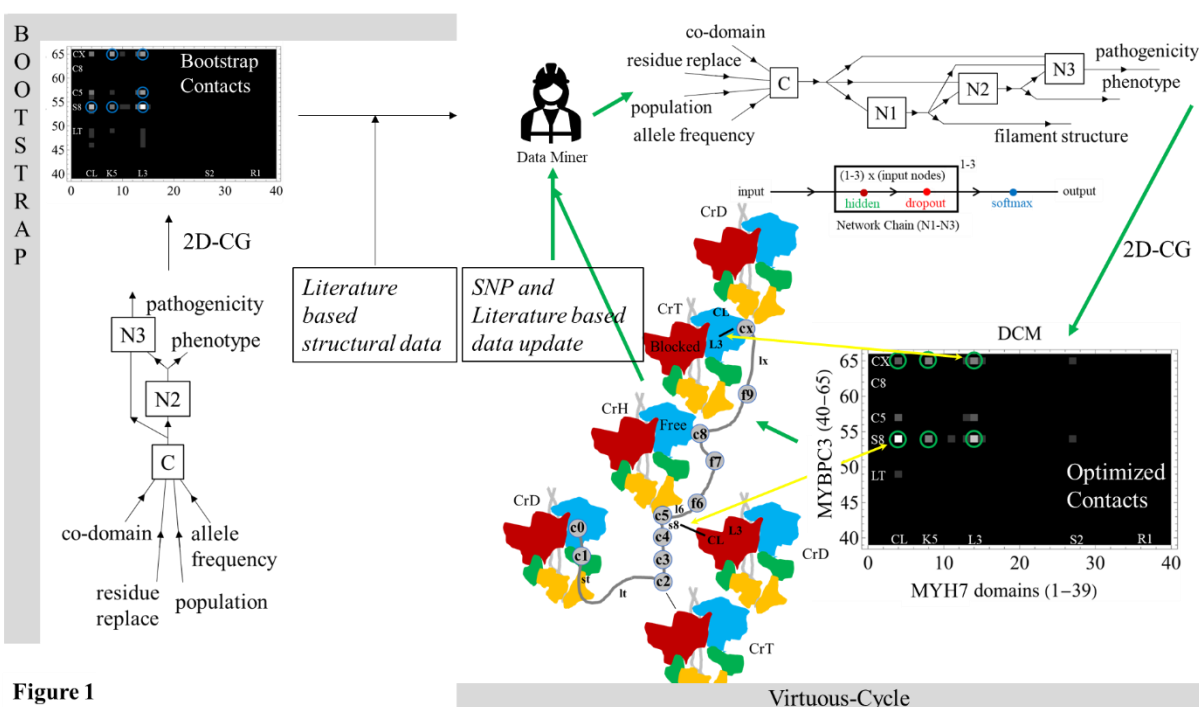 BOOTSTRAP
65
60
55
50
45
40
CX
C8
C5
S8
LT
Bootstrap
Contacts
CL K5 L3 S2 R1
0 10 20 30 40
2D-CG
pathogenicity
N3
phenotype
N2
C
co-domain
allele
frequency
residue
replace
population
Literature
based
structural data
SNP and
Literature based
data update
Data Miner
co-domain
residue replace
population
allele frequency
C
N1
N2
N3
pathogenicity
phenotype
filament structure
(1-3) x (input nodes)
1-3
input
hidden
dropout
softmax
output
Network Chain (N1-N3)
2D-CG
CrD
CrT
CL
cx
L3
Blocked
lx
f9
CrH
Free
c8
f7
f6
CrD
c5
l6
s8
c0
c4
CL
L3
c1
c3
CrD
st
c2
lt
CrT
DCM
MYBPC3 (40−65)
65
60
55
50
45
40
CX
C8
C5
S8
LT
Optimized
Contacts
CL K5 L3 S2 R1
0 10 20 30 40
MYH7 domains (1−39)
Figure 1
Virtuous-Cycle